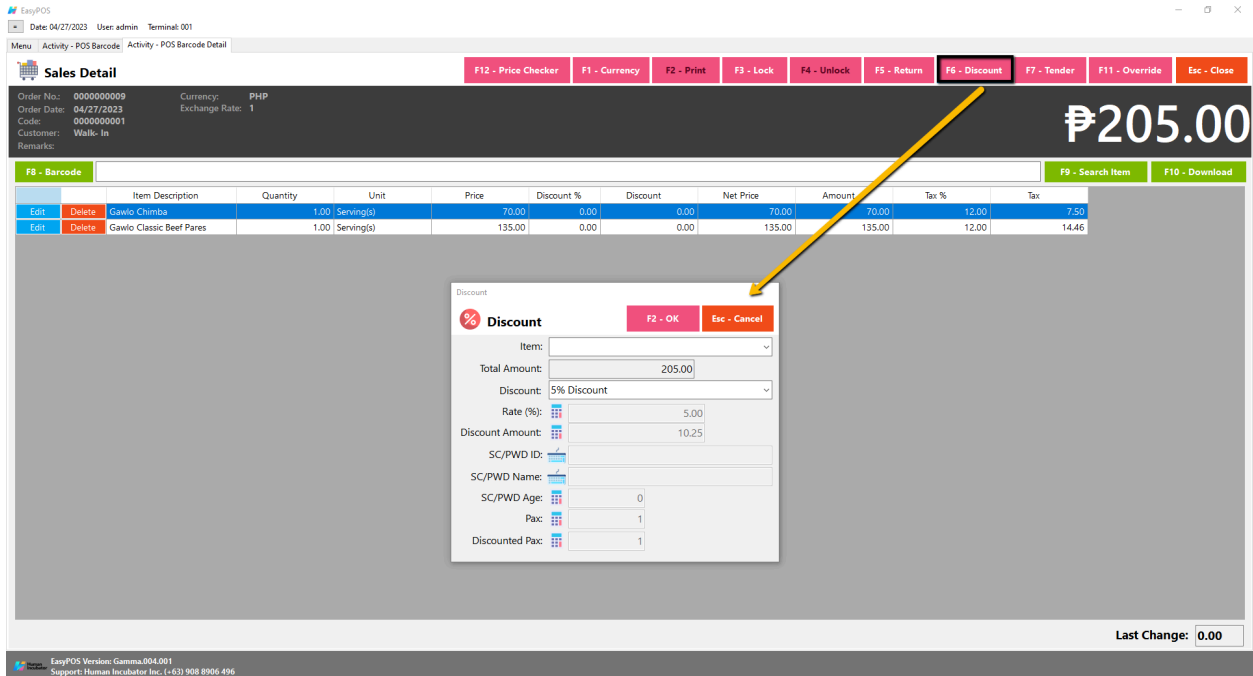 EasyPOS
Date: 04/27/2023 User: admin Terminal: 001
Menu Activity - POS Barcode Activity - POS Barcode Detail
Sales Detail F12 - Price Checker F1 - Currency F2 - Print F3 - Lock F4 - Unlock F5 - Return F6 - Discount F7 - Tender F11 - Override Esc - Close
Order No.: 0000000009 Currency: PHP
Order Date: 04/27/2023 Exchange Rate: 1
Code: 0000000001
Customer: Walk- In
Remarks:
₱205.00
F8 - Barcode F9 - Search Item F10 - Download
Item Description Quantity Unit Price Discount % Discount Net Price Amount Tax % Tax
Edit Delete Gawlo Chimba 1.00 Serving(s) 70.00 0.00 0.00 70.00 70.00 12.00 7.50
Edit Delete Gawlo Classic Beef Pares 1.00 Serving(s) 135.00 0.00 0.00 135.00 135.00 12.00 14.46
Discount
% Discount F2 - OK Esc - Cancel
Item:
Total Amount: 205.00
Discount: 5% Discount
Rate (%): 5.00
Discount Amount: 10.25
SC/PWD ID:
SC/PWD Name:
SC/PWD Age: 0
Pax: 1
Discounted Pax: 1
Last Change: 0.00
Human Incubator EasyPOS Version: Gamma.004.001
Support: Human Incubator Inc. (+63) 908 8906 496